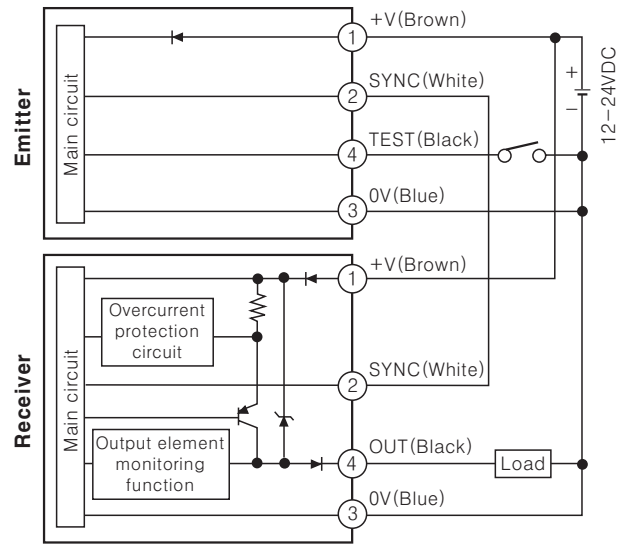 Emitter
Main circuit
1
+V(Brown)
2
SYNC(White)
4
TEST(Black)
3
0V(Blue)
+
−
12−24VDC
Receiver
Main circuit
Overcurrent
protection
circuit
Output element
monitoring
function
1
+V(Brown)
2
SYNC(White)
4
OUT(Black)
Load
3
0V(Blue)